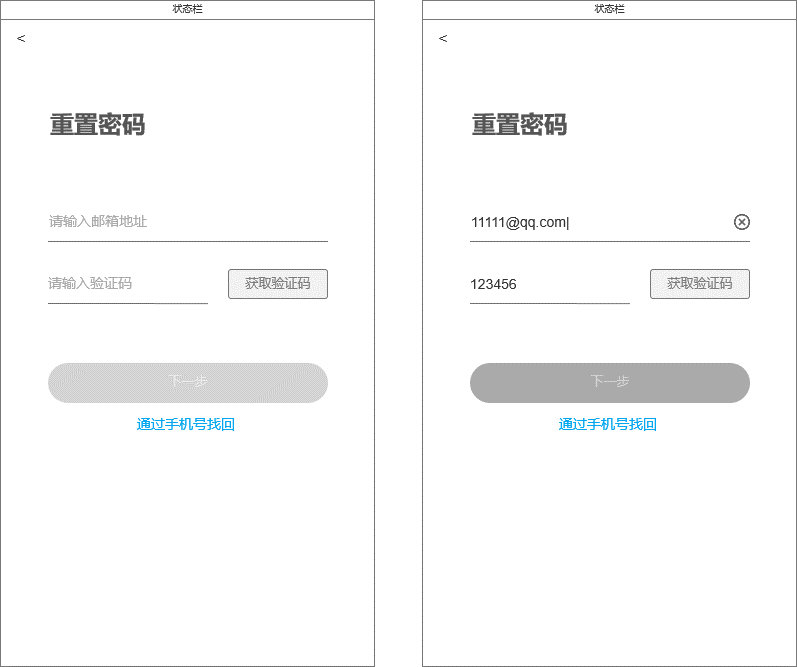 状态栏
<
重置密码
请输入邮箱地址
请输入验证码
获取验证码
下一步
通过手机号找回
状态栏
<
重置密码
11111@qq.com|
123456
获取验证码
下一步
通过手机号找回